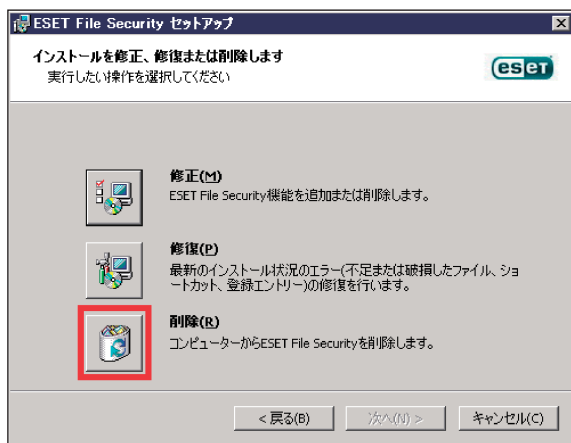 ESET File Security セットアップ
インストールを修正、修復または削除します
実行したい操作を選択してください
eseT
修正(M)
ESET File Security機能を追加または削除します。
修復(P)
最新のインストール状況のエラー(不足または破損したファイル、ショ
ートカット、登録エントリー)の修復を行います。
削除(R)
コンピューターからESET File Securityを削除します。
< 戻る(B)
次へ(N) >
キャンセル(C)